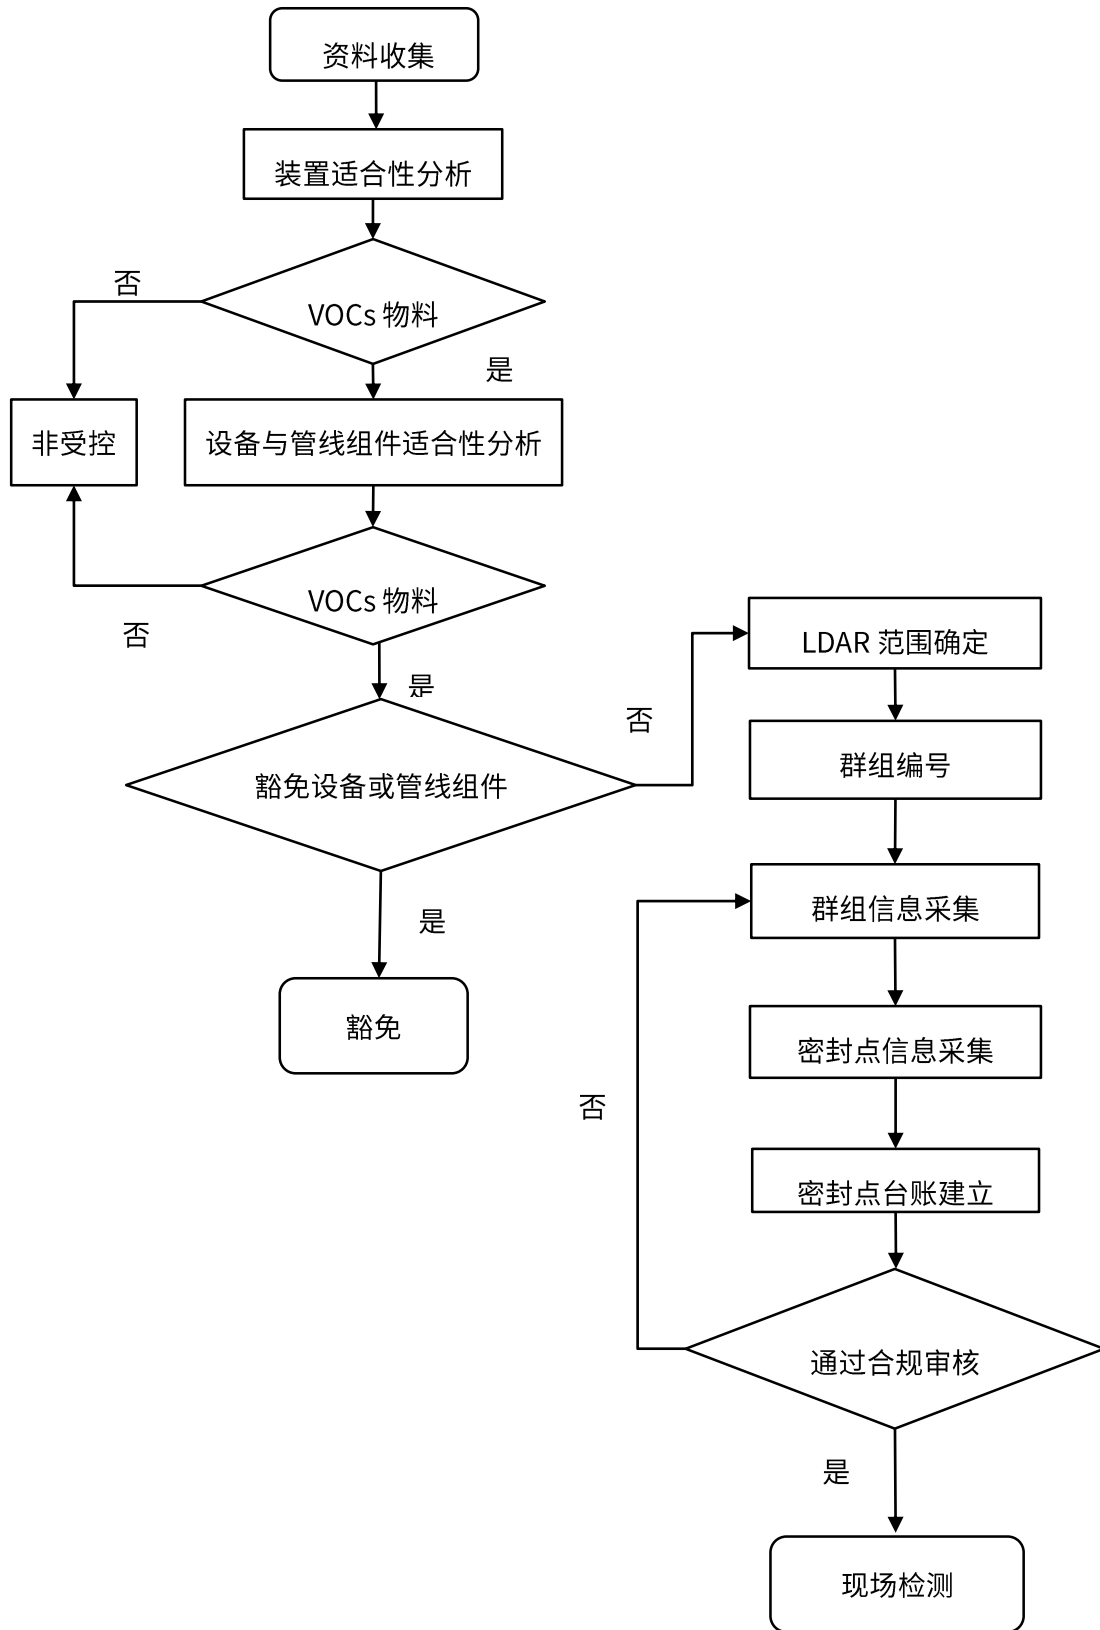 资料收集
装置适合性分析
否
VOCs 物料
是
非受控
设备与管线组件适合性分析
VOCs 物料
否
是
豁免设备或管线组件
是
豁免
否
LDAR 范围确定
群组编号
群组信息采集
密封点信息采集
否
密封点台账建立
通过合规审核
是
现场检测